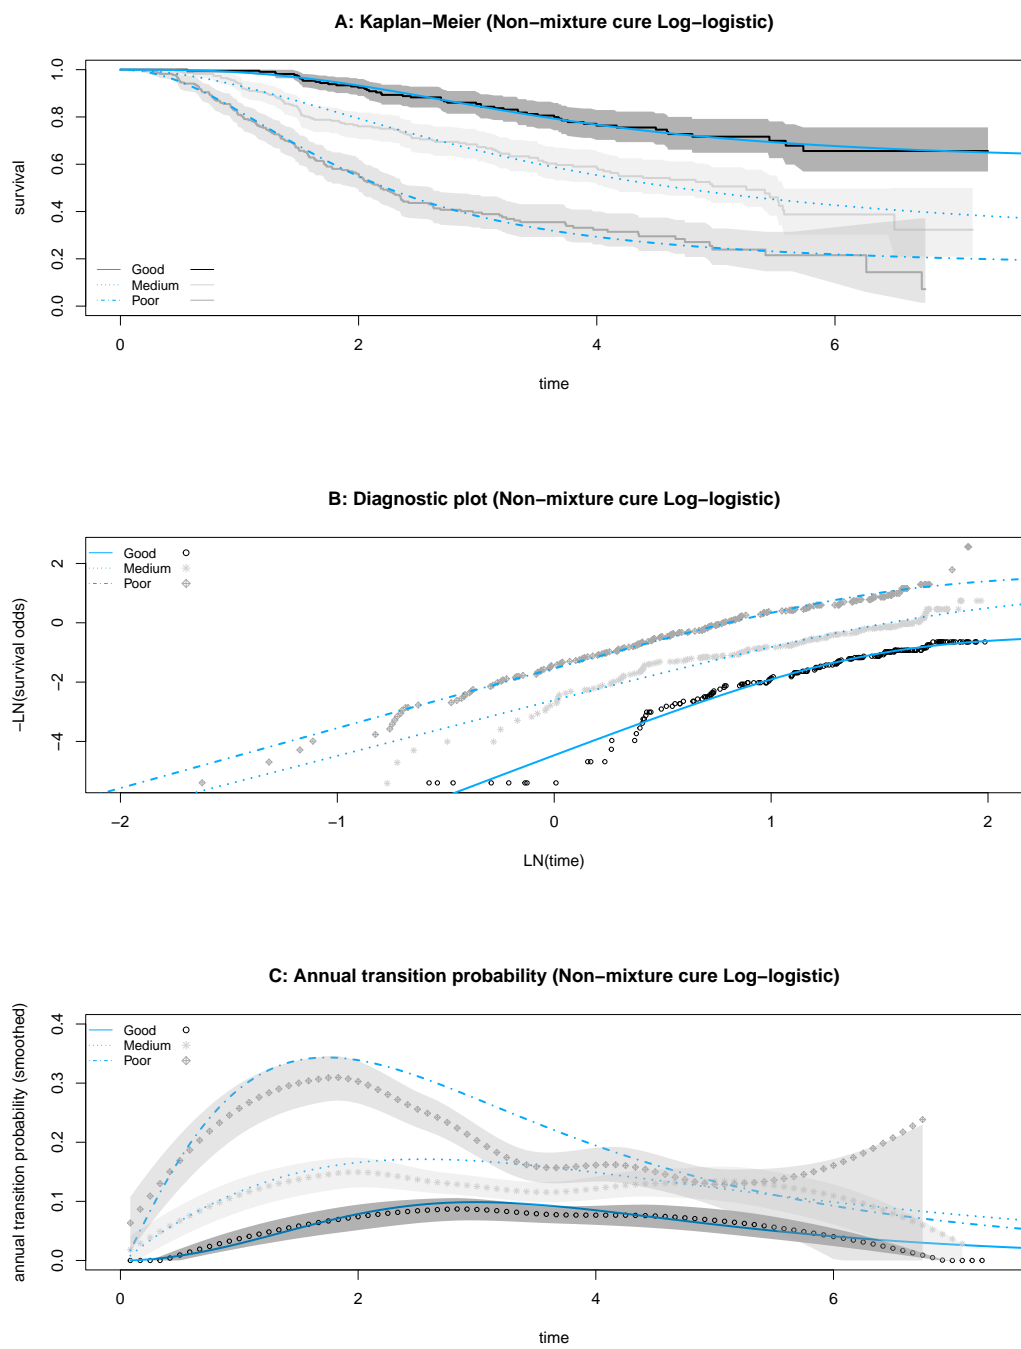 A: Kaplan−Meier (Non−mixture cure Log−logistic)
survival
1.0
0.8
0.6
0.4
0.2
0.0
Good
Medium
Poor
0 2 4 6
time
B: Diagnostic plot (Non−mixture cure Log−logistic)
−LN(survival odds)
2
0
−2
−4
Good
Medium
Poor
−2 −1 0 1 2
LN(time)
C: Annual transition probability (Non−mixture cure Log−logistic)
annual transition probability (smoothed)
0.4
0.3
0.2
0.1
0.0
Good
Medium
Poor
0 2 4 6
time